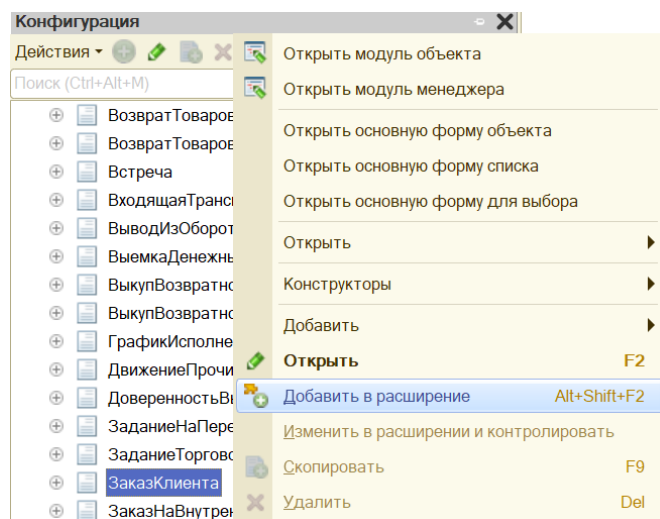 Конфигурация
Действия
Поиск (Ctrl+Alt+M)
ВозвратТоваров
ВозвратТоваров
Встреча
ВходящаяТранс
ВыводИзОборот
ВыемкаДенежн
ВыкупВозвратно
ВыкупВозвратно
ГрафикИсполне
ДвижениеПрочи
ДоверенностьВ
ЗаданиеНаПере
ЗаданиеТоргово
ЗаказКлиента
ЗаказНаВнутрен
Открыть модуль объекта
Открыть модуль менеджера
Открыть основную форму объекта
Открыть основную форму списка
Открыть основную форму для выбора
Открыть
Конструкторы
Добавить
Открыть F2
Добавить в расширение Alt+Shift+F2
Изменить в расширении и контролировать
Скопировать F9
Удалить Del